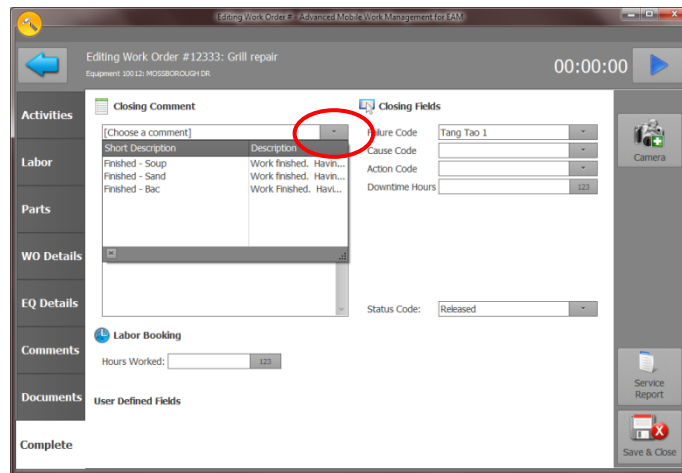 Editing Work Order # - Advanced Mobile Work Management for EAM
Editing Work Order #12333: Grill repair
Equipment 10012: MOSSBOROUGH DR
00:00:00
Activities
Labor
Parts
WO Details
EQ Details
Comments
Documents
Complete
Closing Comment
[Choose a comment]
Short Description Description
Finished - Soup Work finished. Havin...
Finished - Sand Work finished. Havin...
Finished - Bac Work Finished. Havi...
Labor Booking
Hours Worked: 123
User Defined Fields
Closing Fields
Failure Code Tang Tao 1
Cause Code
Action Code
Downtime Hours 123
Status Code: Released
Camera
Service
Report
Save & Close